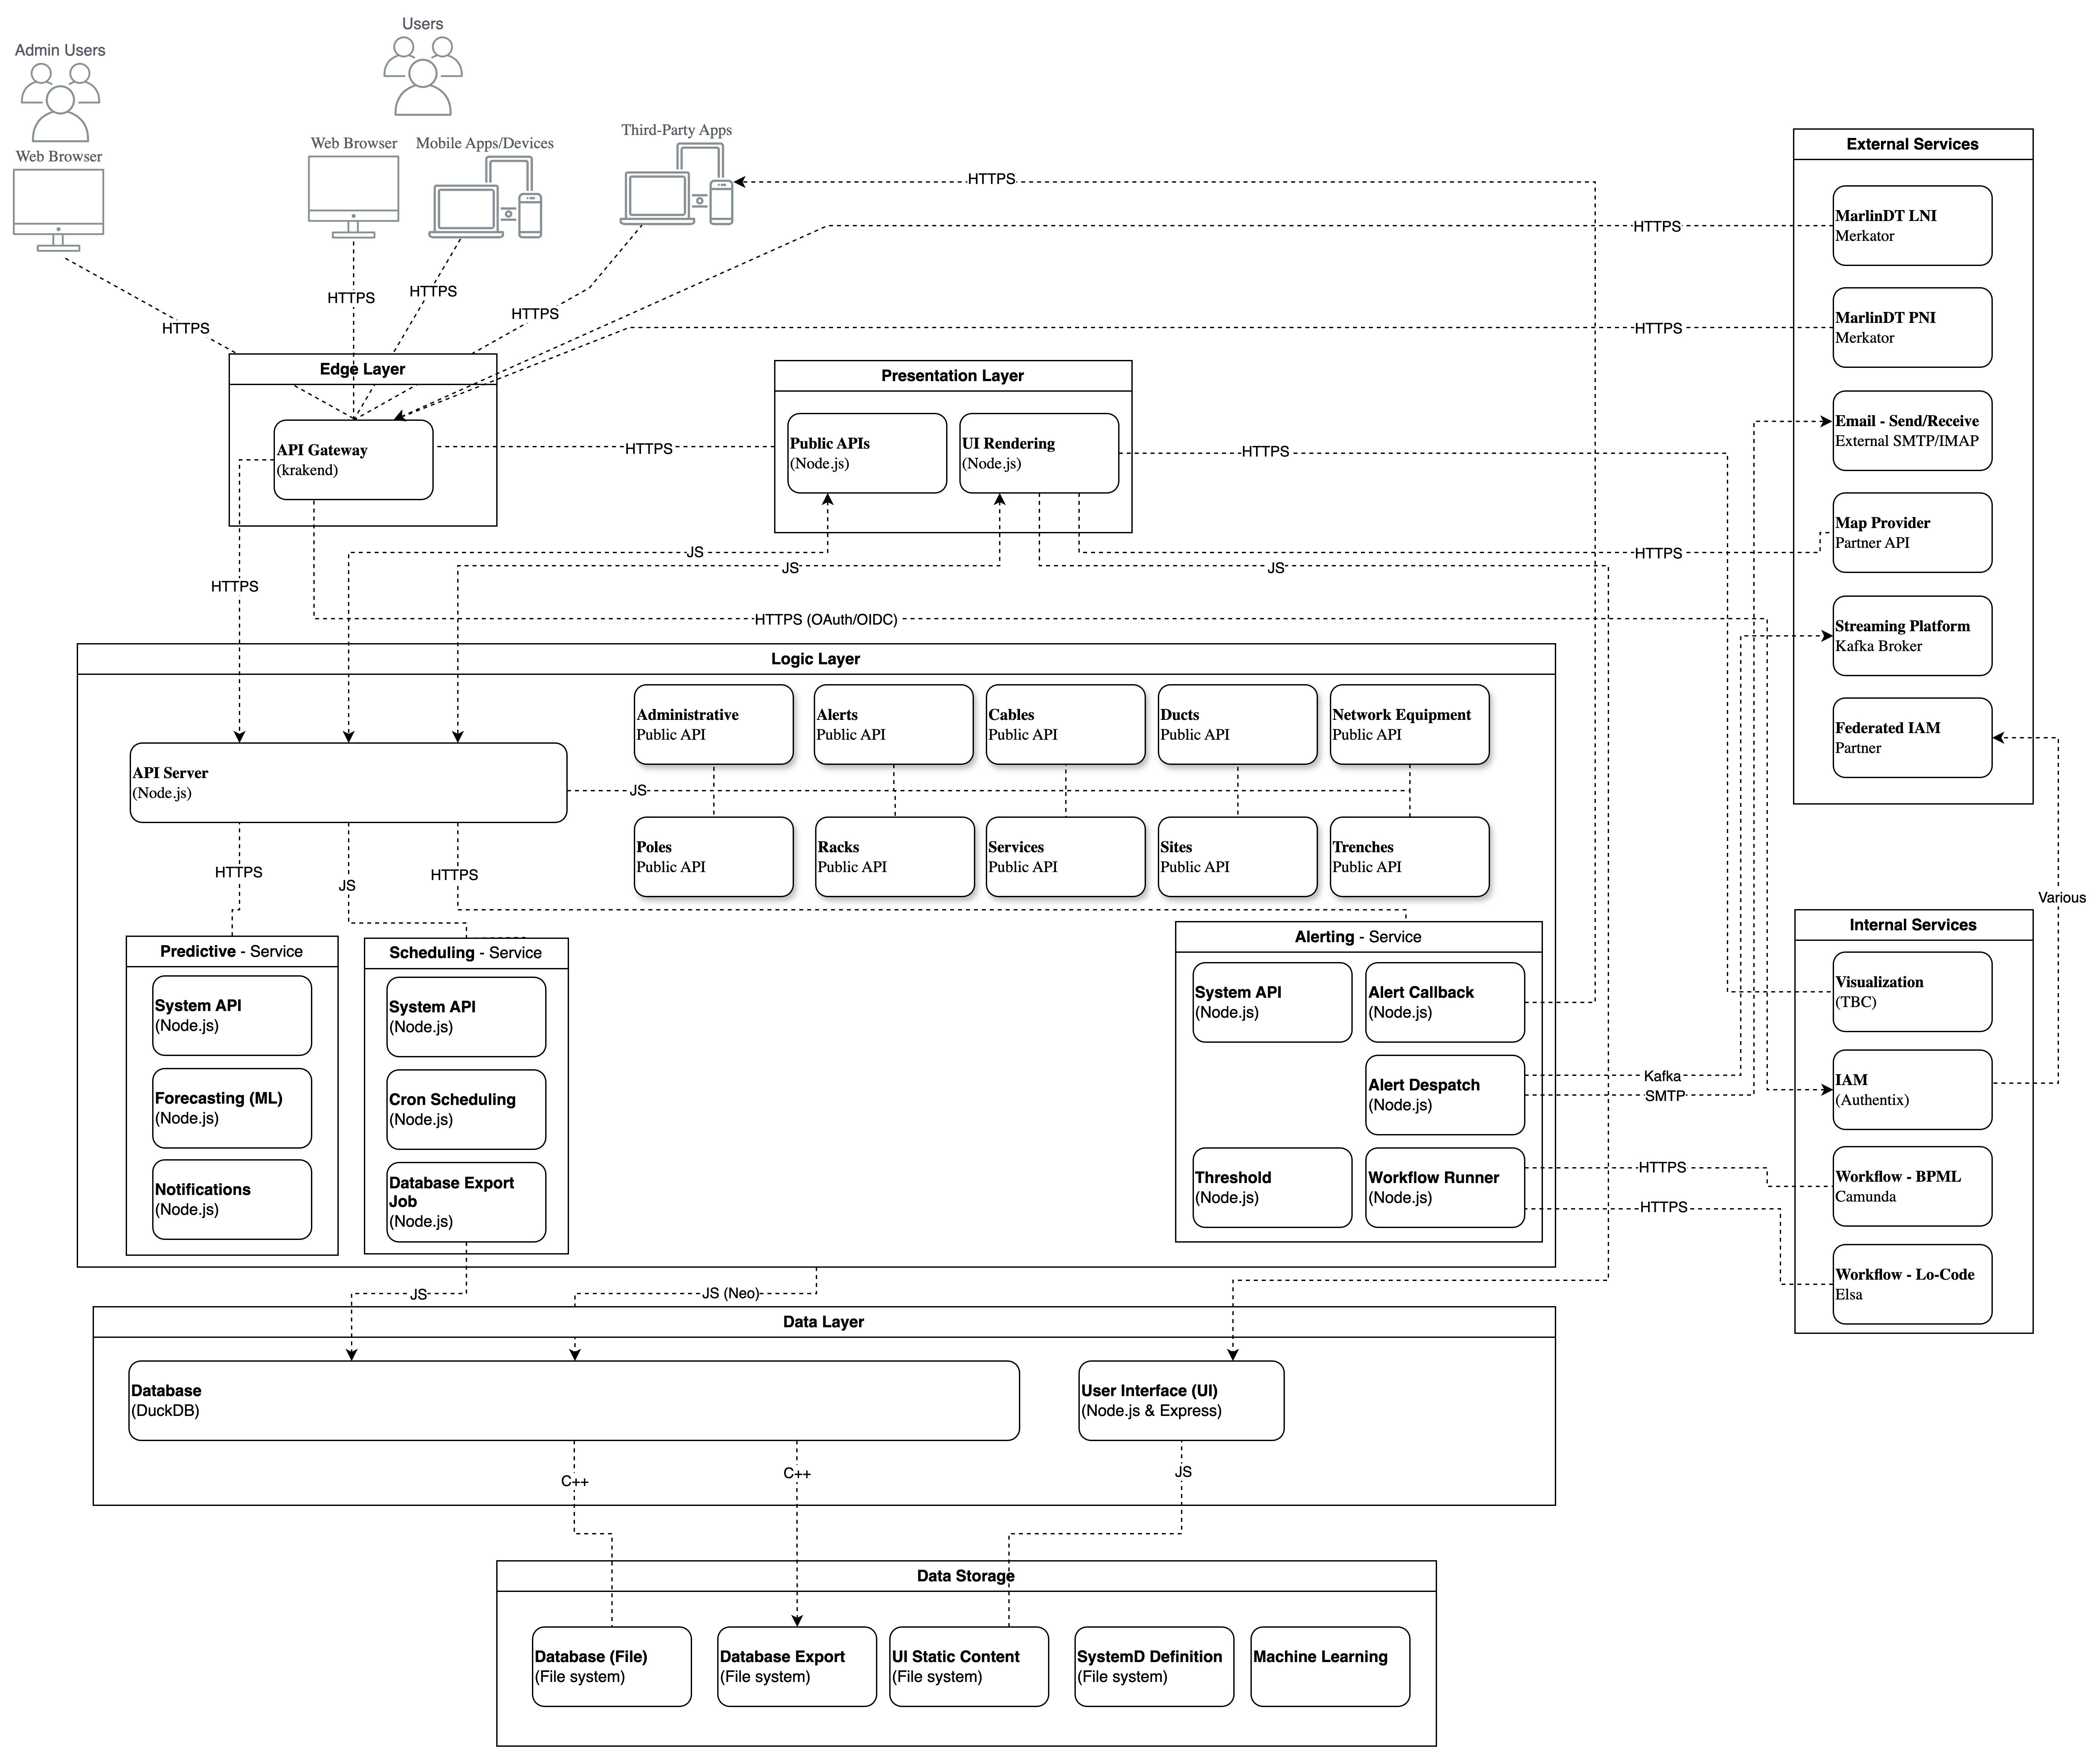 Users
Admin Users
Third-Party Apps
Web Browser
Mobile Apps/Devices
Web Browser
External Services
HTTPS
MarlinDT LNI
Merkator
HTTPS
HTTPS
HTTPS
HTTPS
HTTPS
MarlinDT PNI
Merkator
HTTPS
HTTPS
Edge Layer
Presentation Layer
API Gateway
(krakend)
HTTPS
Public APIs
(Node.js)
UI Rendering
(Node.js)
HTTPS
Email - Send/Receive
External SMTP/IMAP
Map Provider
Partner API
JS
HTTPS
JS
JS
HTTPS
HTTPS (OAuth/OIDC)
Streaming Platform
Kafka Broker
Logic Layer
Federated IAM
Partner
Administrative
Public API
Alerts
Public API
Cables
Public API
Ducts
Public API
Network Equipment
Public API
API Server
(Node.js)
JS
Poles
Public API
Racks
Public API
Services
Public API
Sites
Public API
Trenches
Public API
HTTPS
JS
HTTPS
Various
Predictive - Service
System API
(Node.js)
Forecasting (ML)
(Node.js)
Notifications
(Node.js)
Scheduling - Service
System API
(Node.js)
Cron Scheduling
(Node.js)
Database Export
Job
(Node.js)
Alerting - Service
System API
(Node.js)
Alert Callback
(Node.js)
Alert Despatch
(Node.js)
Threshold
(Node.js)
Workflow Runner
(Node.js)
Kafka
SMTP
HTTPS
HTTPS
Internal Services
Visualization
(TBC)
IAM
(Authentix)
Workflow - BPML
Camunda
Workflow - Lo-Code
Elsa
JS
JS (Neo)
Data Layer
Database
(DuckDB)
User Interface (UI)
(Node.js & Express)
C++
C++
JS
Data Storage
Database (File)
(File system)
Database Export
(File system)
UI Static Content
(File system)
SystemD Definition
(File system)
Machine Learning